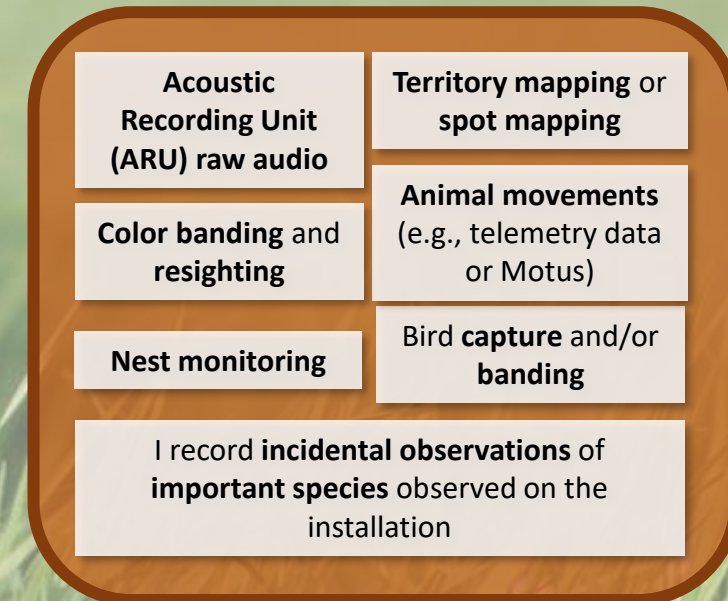 Acoustic
Recording Unit
(ARU) raw audio
Territory mapping or
spot mapping
Color banding and
resighting
Animal movements
(e.g., telemetry data
or Motus)
Nest monitoring
Bird capture and/or
banding
I record incidental observations of
important species observed on the
installation